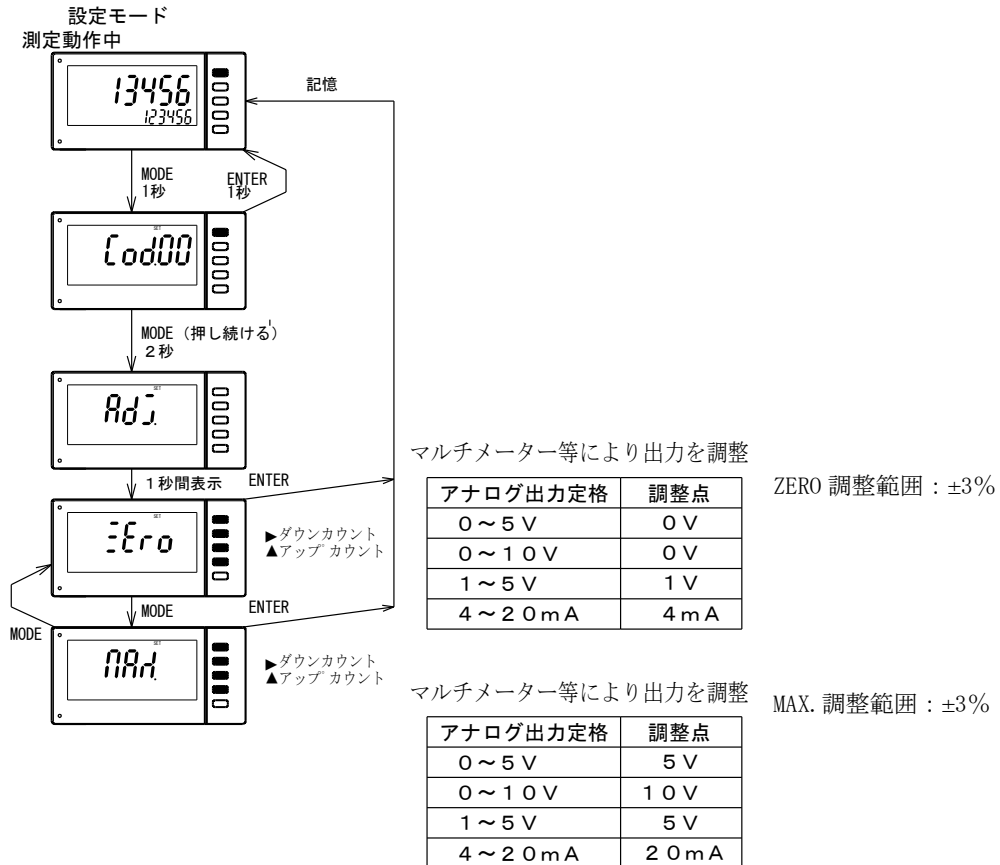 設定モード
測定動作中
13456
123456
記憶
MODE
1秒
ENTER
1秒
SET
Cod.00
MODE（押し続ける）
２秒
SET
Adj.
１秒間表示
ENTER
SET
ZEro
▶ダウンカウント
▲アップカウント
MODE
MODE
ENTER
SET
MAX.
▶ダウンカウント
▲アップカウント
マルチメーター等により出力を調整
アナログ出力定格 調整点
０～５Ｖ ０Ｖ
０～１０Ｖ ０Ｖ
１～５Ｖ １Ｖ
４～２０ｍＡ ４ｍＡ
ZERO 調整範囲：±3％
マルチメーター等により出力を調整
アナログ出力定格 調整点
０～５Ｖ ５Ｖ
０～１０Ｖ １０Ｖ
１～５Ｖ ５Ｖ
４～２０ｍＡ ２０ｍＡ
MAX. 調整範囲：±3％